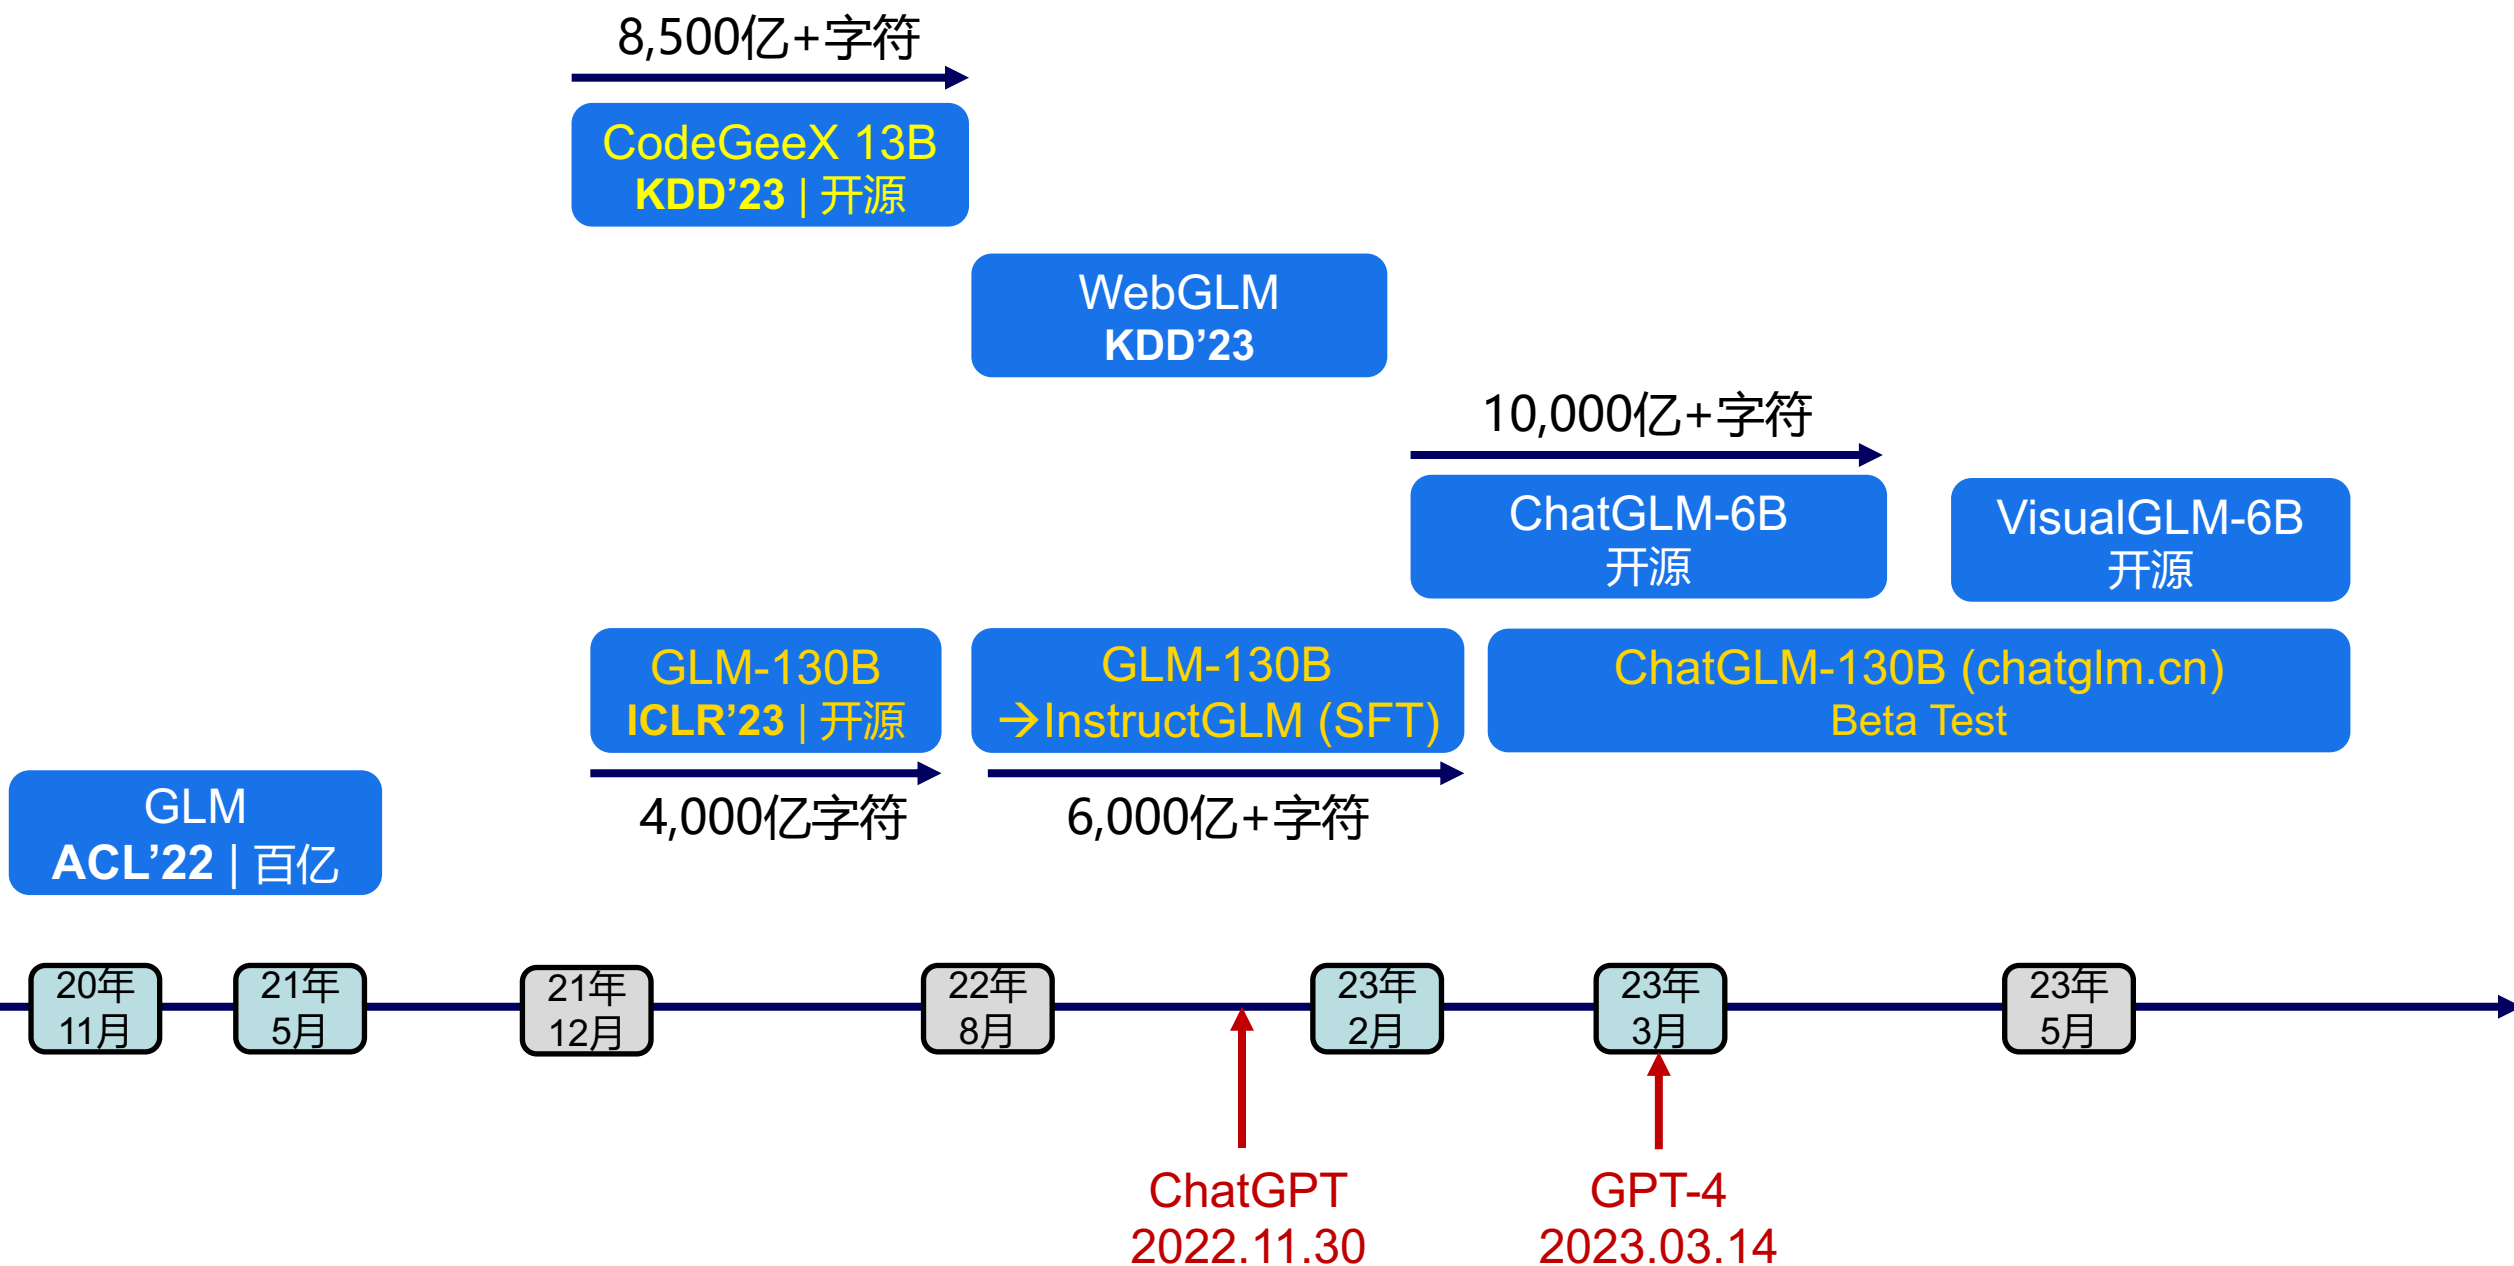 8,500亿+字符
CodeGeeX 13B
KDD’23 | 开源
WebGLM
KDD’23
10,000亿+字符
ChatGLM-6B
开源
VisualGLM-6B
开源
GLM-130B
ICLR’23 | 开源
GLM-130B
→InstructGLM (SFT)
ChatGLM-130B (chatglm.cn)
Beta Test
4,000亿字符
6,000亿+字符
GLM
ACL’22 | 百亿
20年
11月
21年
5月
21年
12月
22年
8月
23年
2月
23年
3月
23年
5月
ChatGPT
2022.11.30
GPT-4
2023.03.14